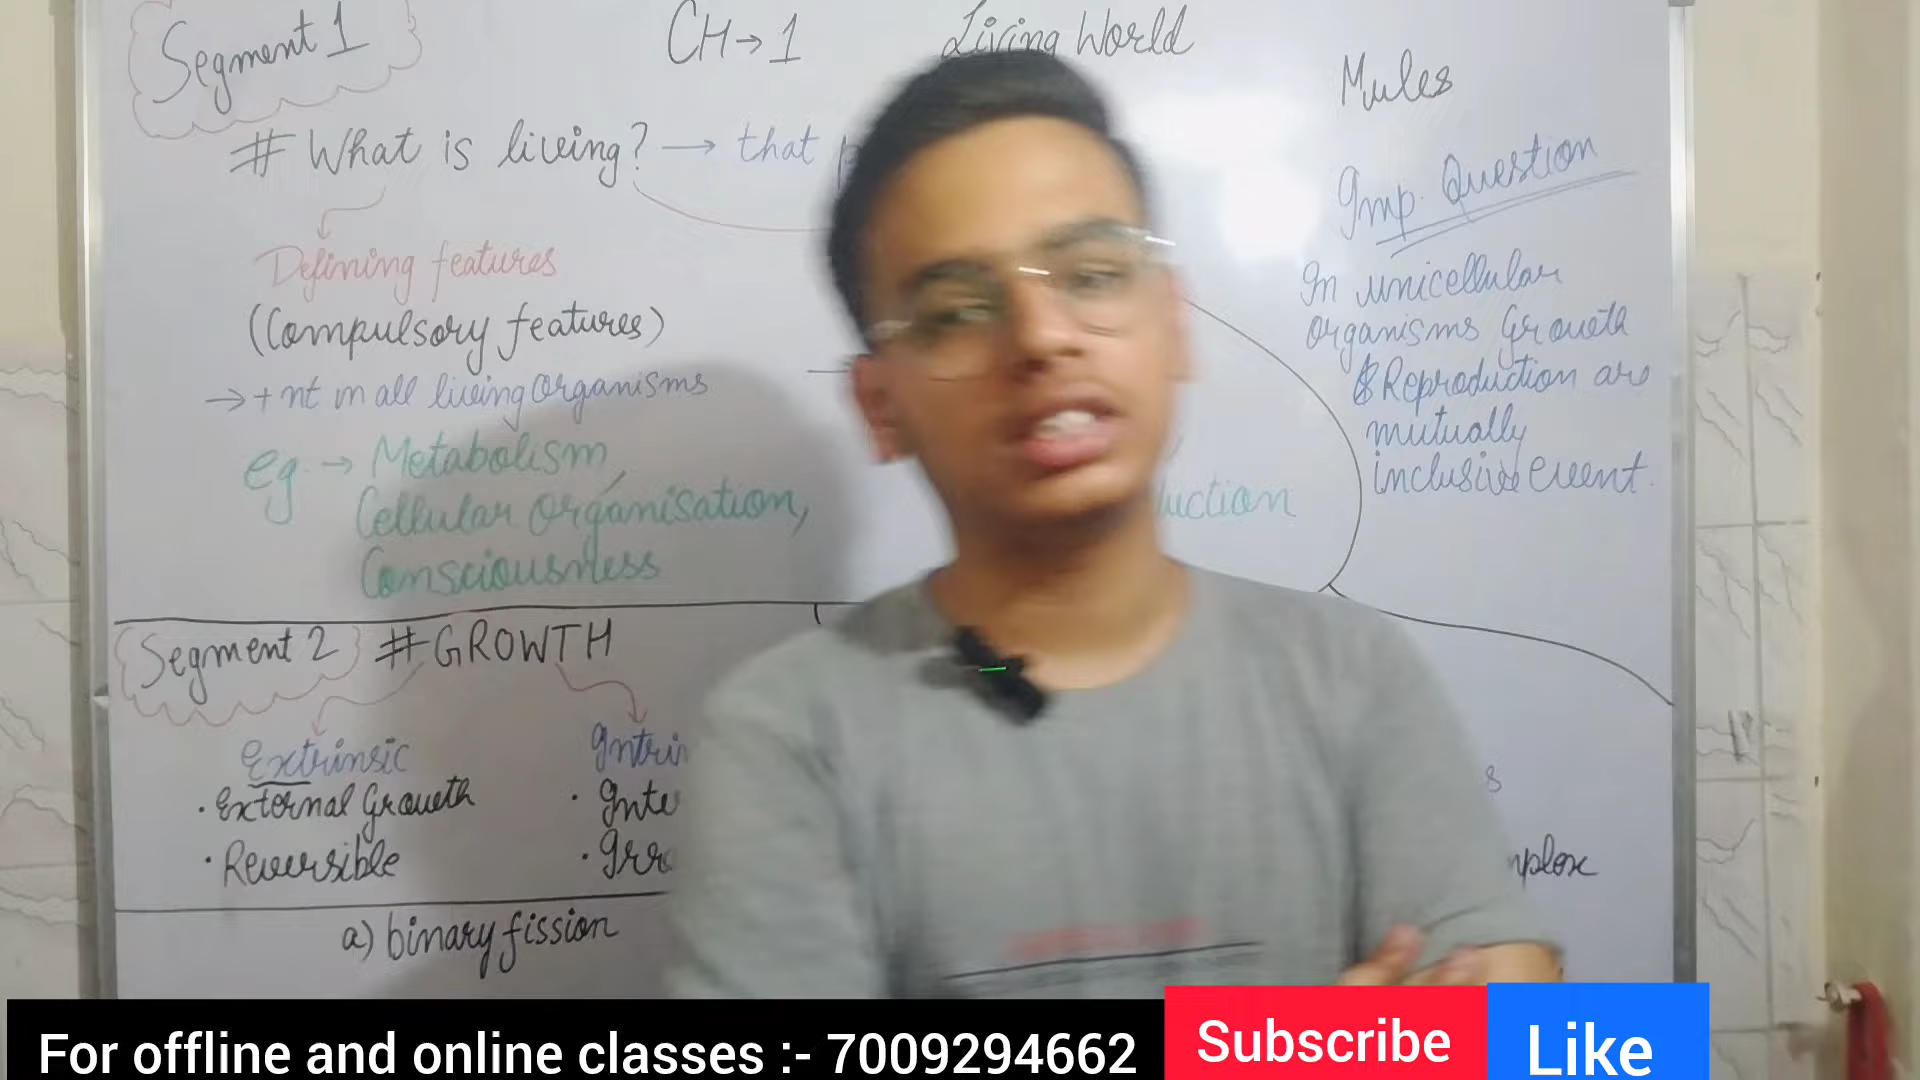 Segment 1
CH→1 Living World
Mules
# What is living? → that
Imp. Question
Defining features
(Compulsory features)
→ +nt in all living organisms
eg. → Metabolism,
Cellular organisation,
Consciousness
In unicellular
organisms Growth
& Reproduction are
mutually
inclusive event.
uction
Segment 2 #GROWTH
Extrinsic
• External Growth
• Reversible
Intrin
• Inte
• Irre
s
mplex
a) binary fission
For offline and online classes :- 7009294662
Subscribe
Like